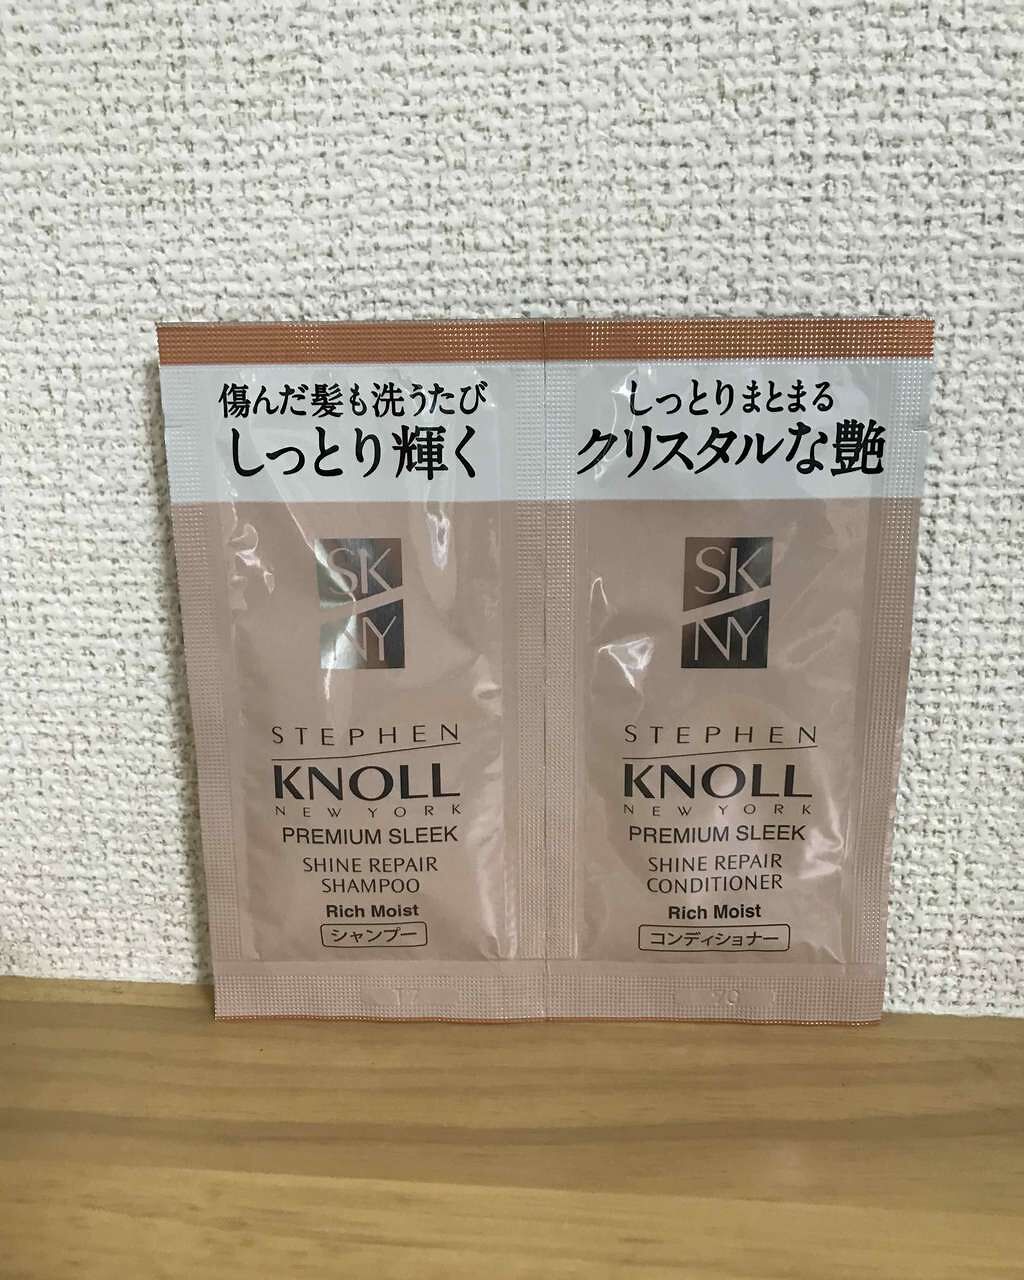 傷んだ髪も洗うたび
しっとり輝く
SK
NY
STEPHEN
KNOLL
NEW YORK
PREMIUM SLEEK
SHINE REPAIR
SHAMPOO
Rich Moist
シャンプー
しっとりまとまる
クリスタルな艶
SK
NY
STEPHEN
KNOLL
NEW YORK
PREMIUM SLEEK
SHINE REPAIR
CONDITIONER
Rich Moist
コンディショナー